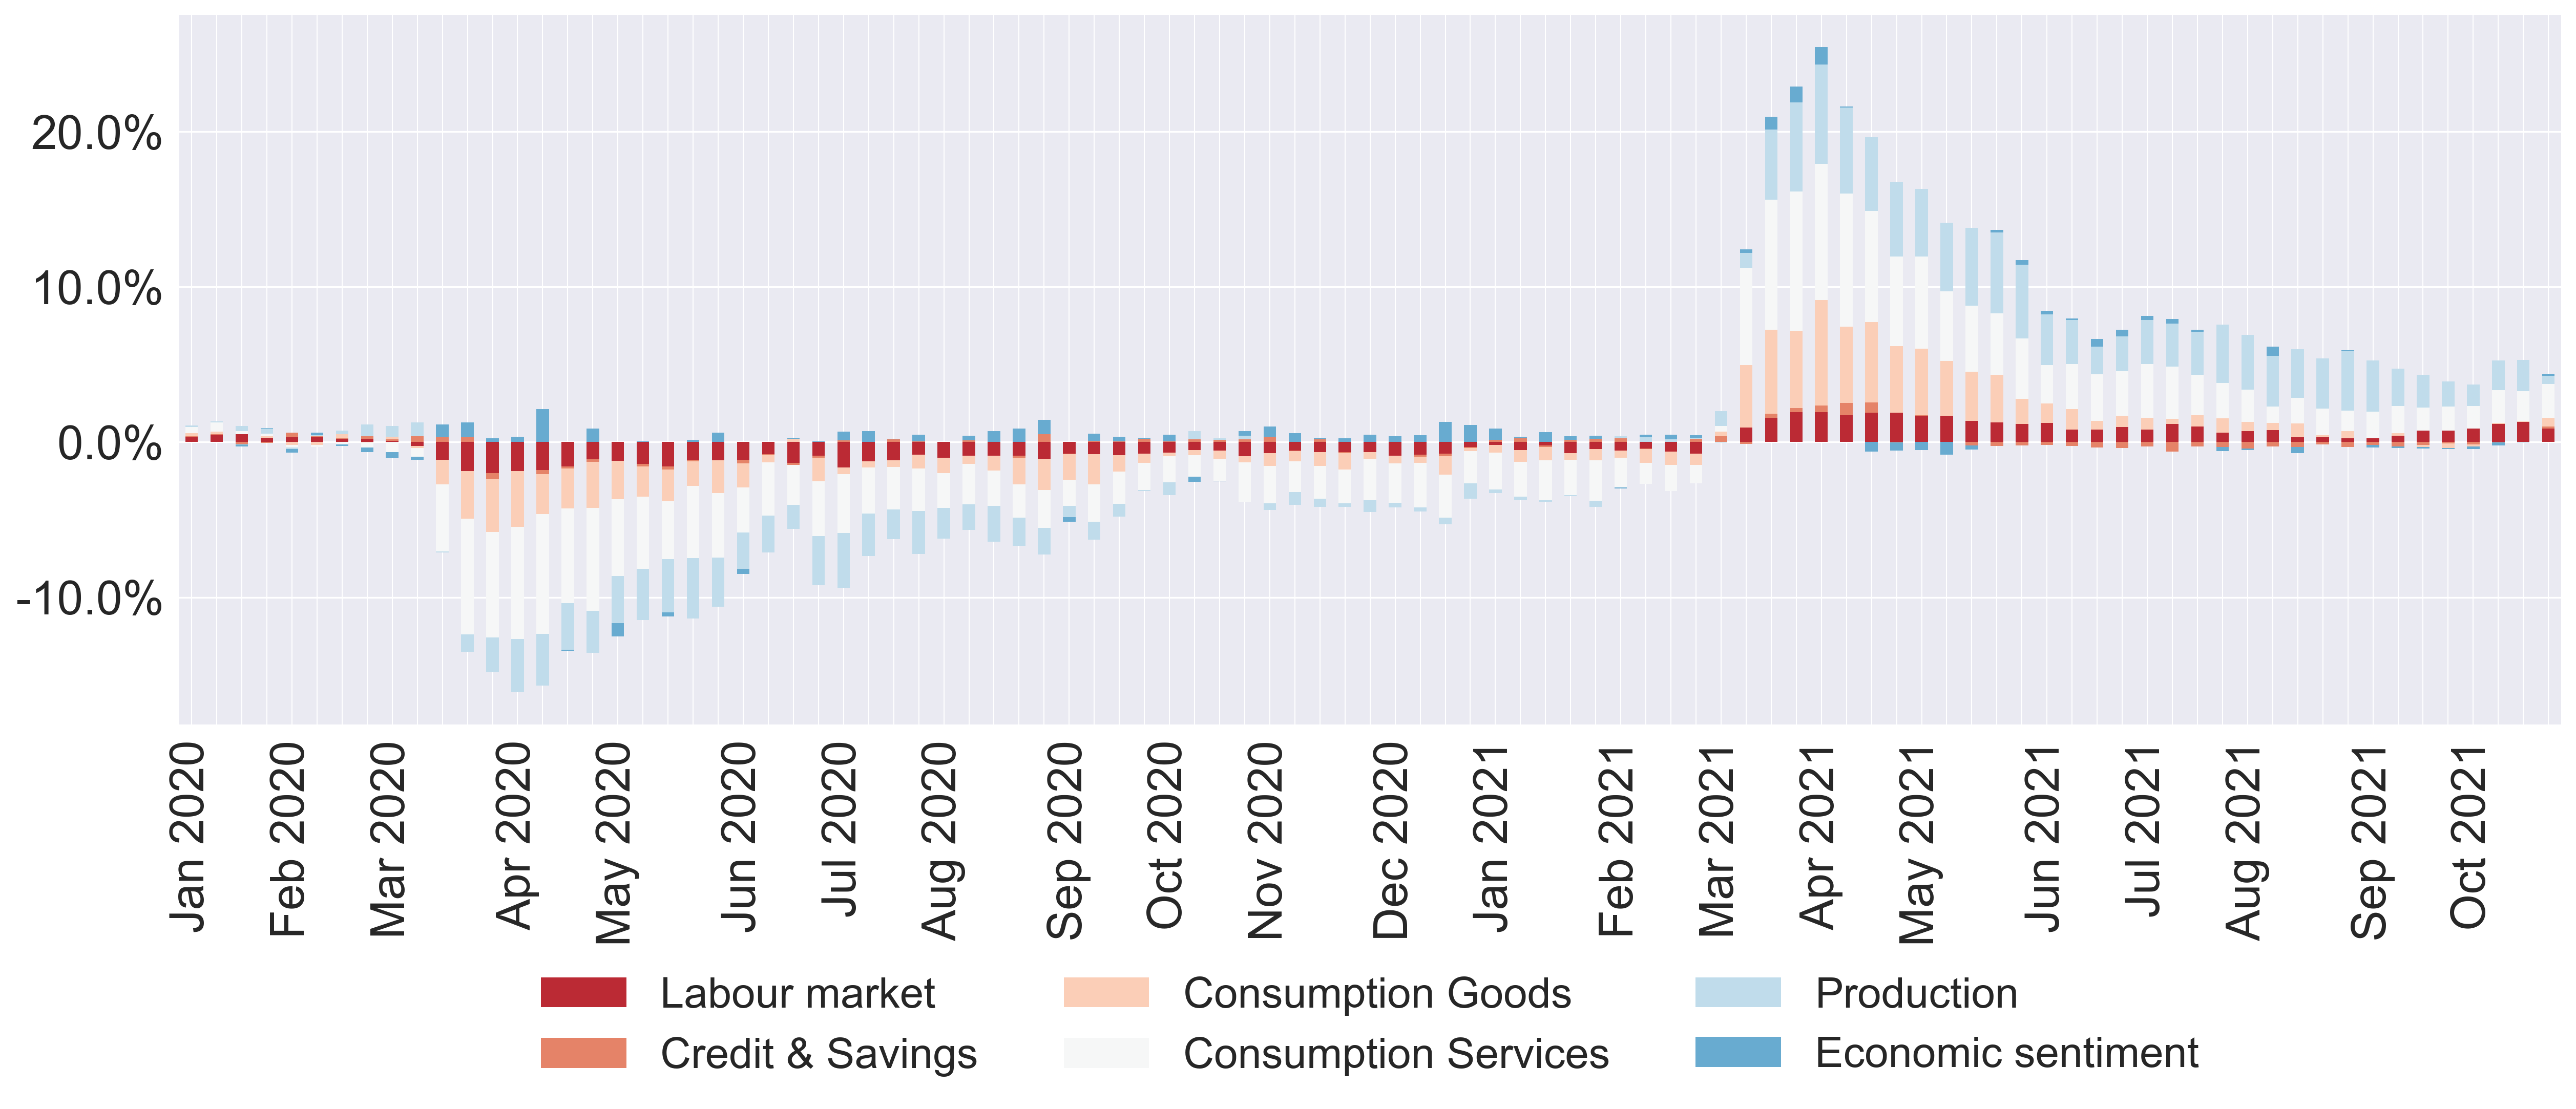 20.0%
10.0%
0.0%
-10.0%
Jan 2020
Feb 2020
Mar 2020
Apr 2020
May 2020
Jun 2020
Jul 2020
Aug 2020
Sep 2020
Oct 2020
Nov 2020
Dec 2020
Jan 2021
Feb 2021
Mar 2021
Apr 2021
May 2021
Jun 2021
Jul 2021
Aug 2021
Sep 2021
Oct 2021
Labour market
Credit & Savings
Consumption Goods
Consumption Services
Production
Economic sentiment